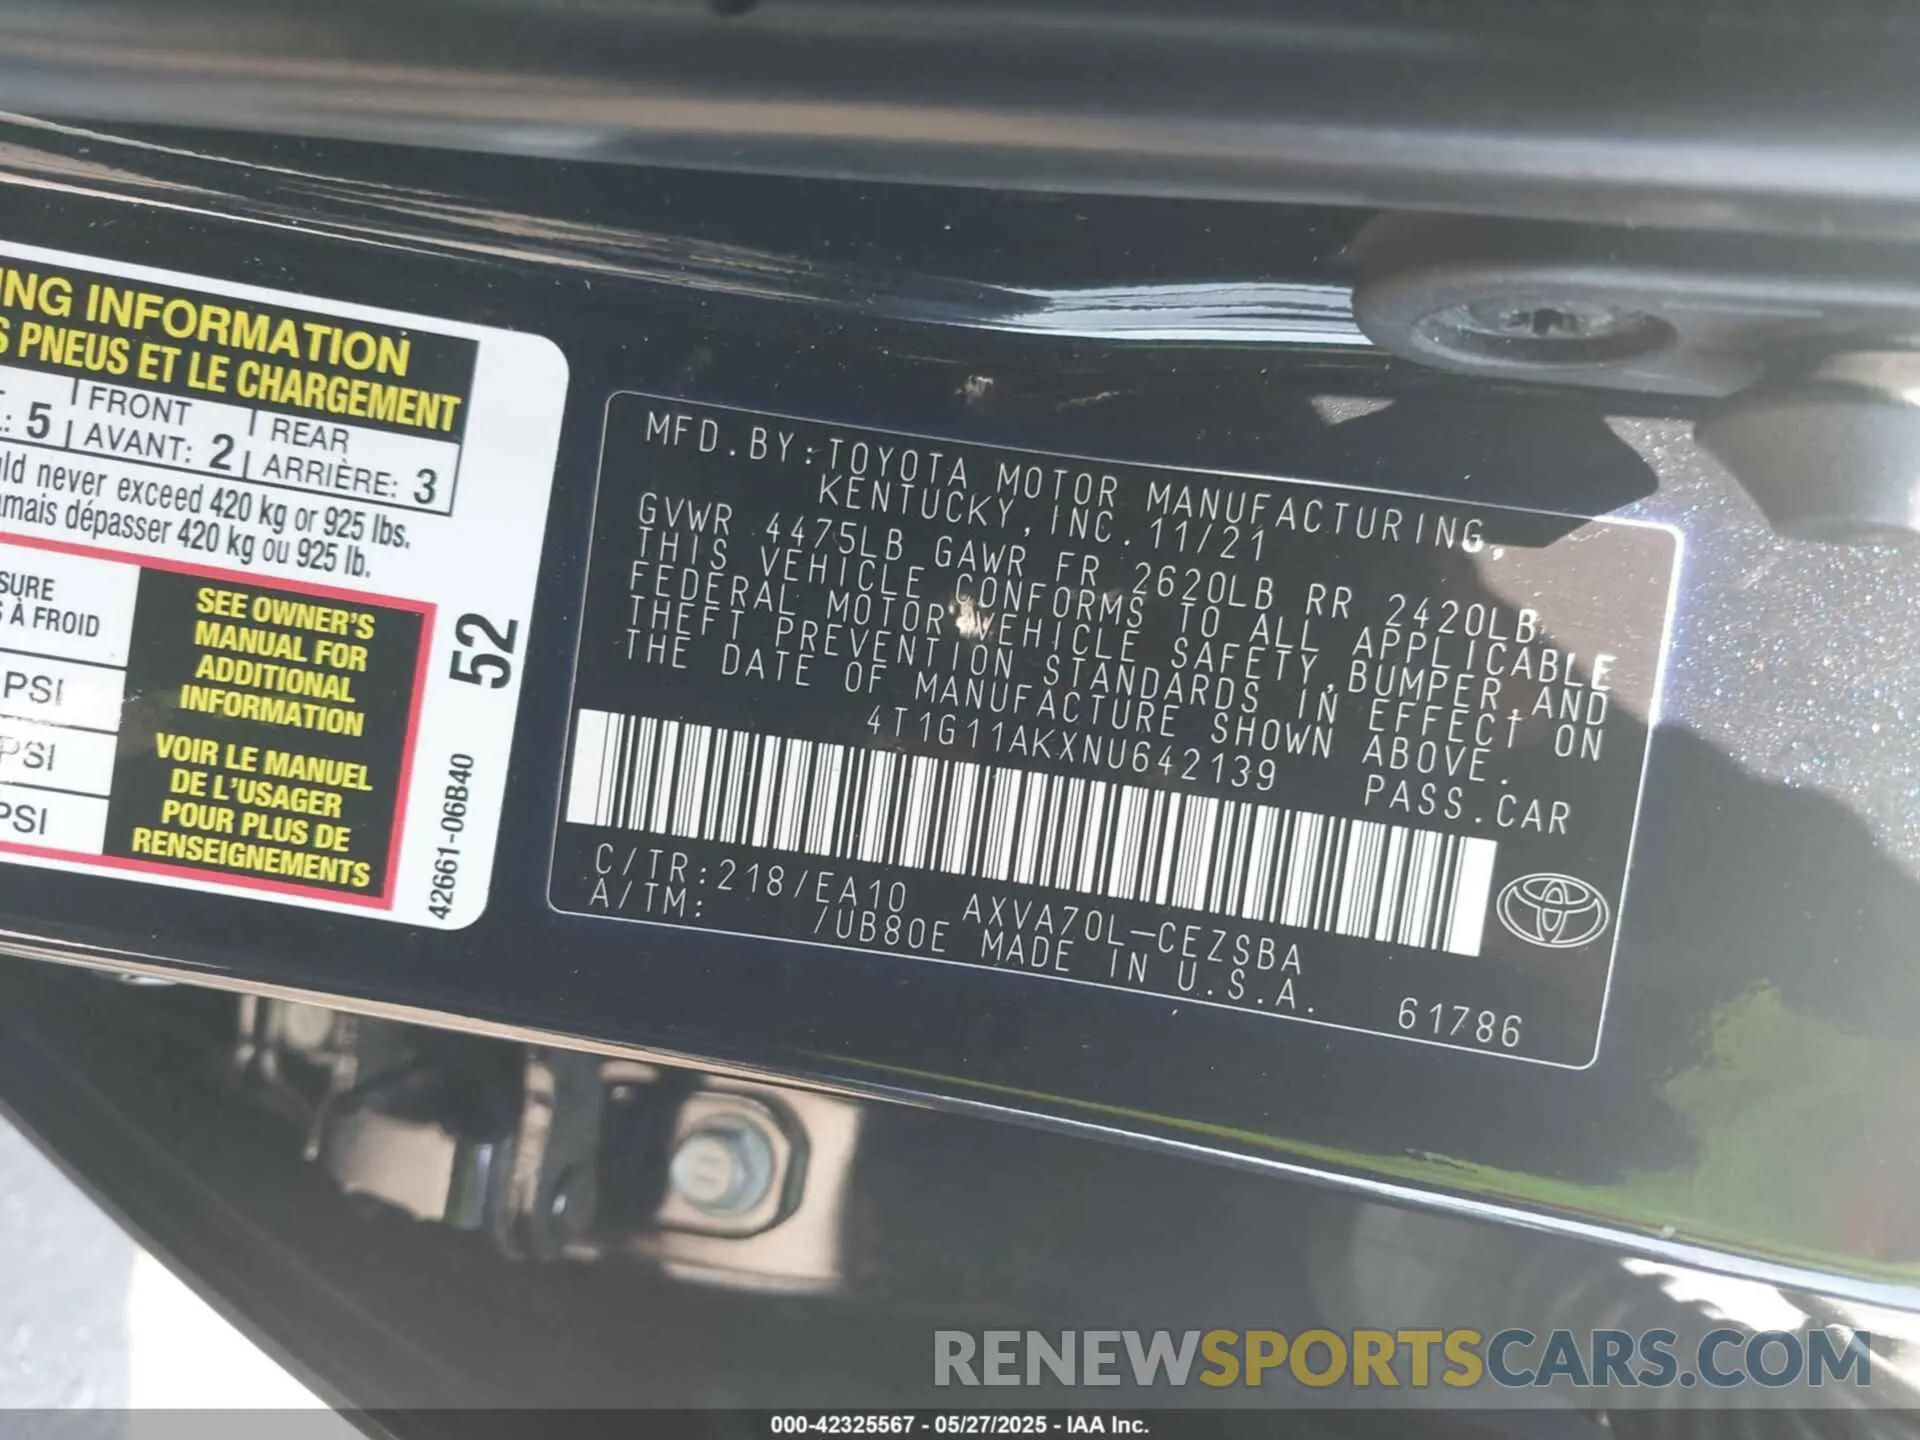 ING INFORMATION
S PNEUS ET LE CHARGEMENT
: 5 FRONT AVANT: 2 REAR ARRIÈRE: 3
uld never exceed 420 kg or 925 lbs.
mais dépasser 420 kg ou 925 lb.
SURE
À FROID
PSI
PSI
PSI
SEE OWNER'S
MANUAL FOR
ADDITIONAL
INFORMATION
VOIR LE MANUEL
DE L'USAGER
POUR PLUS DE
RENSEIGNEMENTS
52
42661-06B40
MFD.BY:TOYOTA MOTOR MANUFACTURING,
KENTUCKY,INC.11/21
GVWR 4475LB GAWR FR 2620LB RR 2420LB
THIS VEHICLE CONFORMS TO ALL APPLICABLE
FEDERAL MOTOR VEHICLE SAFETY,BUMPER,AND
THEFT PREVENTION STANDARDS IN EFFECT ON
THE DATE OF MANUFACTURE SHOWN ABOVE.
4T1G11AKXNU642139 PASS.CAR
C/TR:218/EA10 AXVA70L-CEZSBA
A/TM: /UB80E MADE IN U.S.A. 61786
RENEWSPORTSCARS.COM
000-42325567 - 05/27/2025 - IAA Inc.